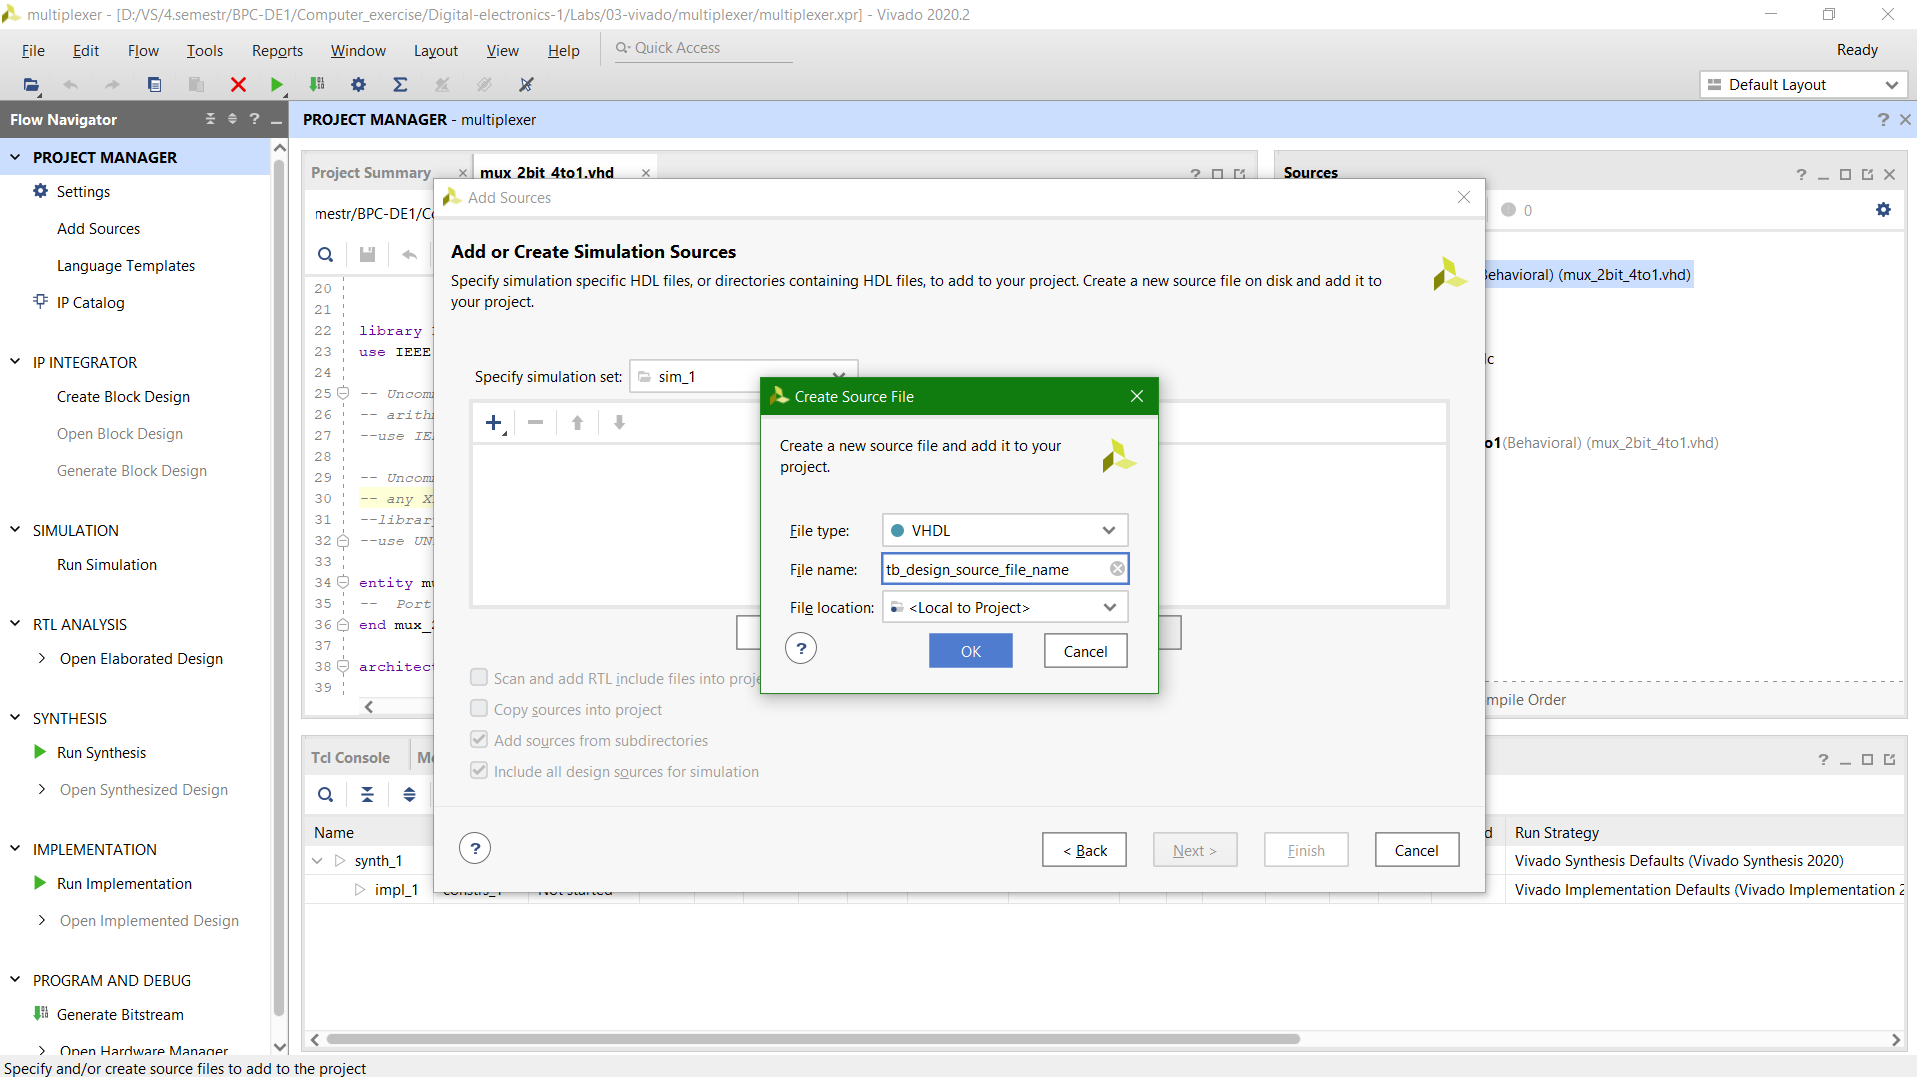 multiplexer - [D:/VS/4.semestr/BPC-DE1/Computer_exercise/Digital-electronics-1/Labs/03-vivado/multiplexer/multiplexer.xpr] - Vivado 2020.2
File Edit Flow Tools Reports Window Layout View Help Quick Access Ready
Default Layout
Flow Navigator
PROJECT MANAGER - multiplexer
PROJECT MANAGER
Settings
Add Sources
Language Templates
IP Catalog
IP INTEGRATOR
Create Block Design
Open Block Design
Generate Block Design
SIMULATION
Run Simulation
RTL ANALYSIS
Open Elaborated Design
SYNTHESIS
Run Synthesis
Open Synthesized Design
IMPLEMENTATION
Run Implementation
Open Implemented Design
PROGRAM AND DEBUG
Generate Bitstream
Open Hardware Manager
Project Summary
mux_2bit_4to1.vhd
mestr/BPC-DE1/Co
20
21
22 library
23 use IEEE
24
25 -- Uncom
26 -- arith
27 --use IE
28
29 -- Uncom
30 -- any X
31 --librar
32 --use UN
33
34 entity mu
35 -- Port
36 end mux_
37
38 architect
39
Add Sources
Add or Create Simulation Sources
Specify simulation specific HDL files, or directories containing HDL files, to add to your project. Create a new source file on disk and add it to
your project.
Specify simulation set: sim_1
Create Source File
Create a new source file and add it to your
project.
File type: VHDL
File name: tb_design_source_file_name
File location: <Local to Project>
? OK Cancel
Scan and add RTL include files into proje
Copy sources into project
Add sources from subdirectories
Include all design sources for simulation
? < Back Next > Finish Cancel
Sources
0
ehavioral) (mux_2bit_4to1.vhd)
lc
o1(Behavioral) (mux_2bit_4to1.vhd)
mpile Order
Tcl Console
Name
d Run Strategy
synth_1
Vivado Synthesis Defaults (Vivado Synthesis 2020)
impl_1 constrs_1 Not started
Vivado Implementation Defaults (Vivado Implementation 2
Specify and/or create source files to add to the project